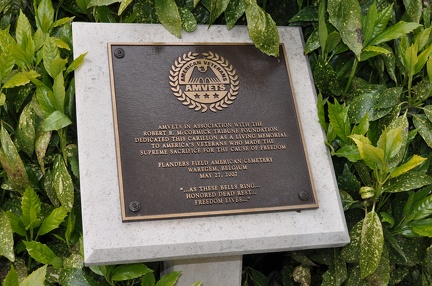 AMVETS
AMVETS IN ASSOCIATION WITH THE
ROBERT R. MCCORMICK TRIBUNE FOUNDATION
DEDICATED THIS CARILLON AS A LIVING MEMORIAL
TO AMERICA'S VETERANS WHO MADE THE
SUPREME SACRIFICE FOR THE CAUSE OF FREEDOM
FLANDERS FIELD AMERICAN CEMETERY
WAREGEM, BELGIUM
MAY 27, 2007
"...AS THESE BELLS RING—
HONORED DEAD REST...
FREEDOM LIVES..."